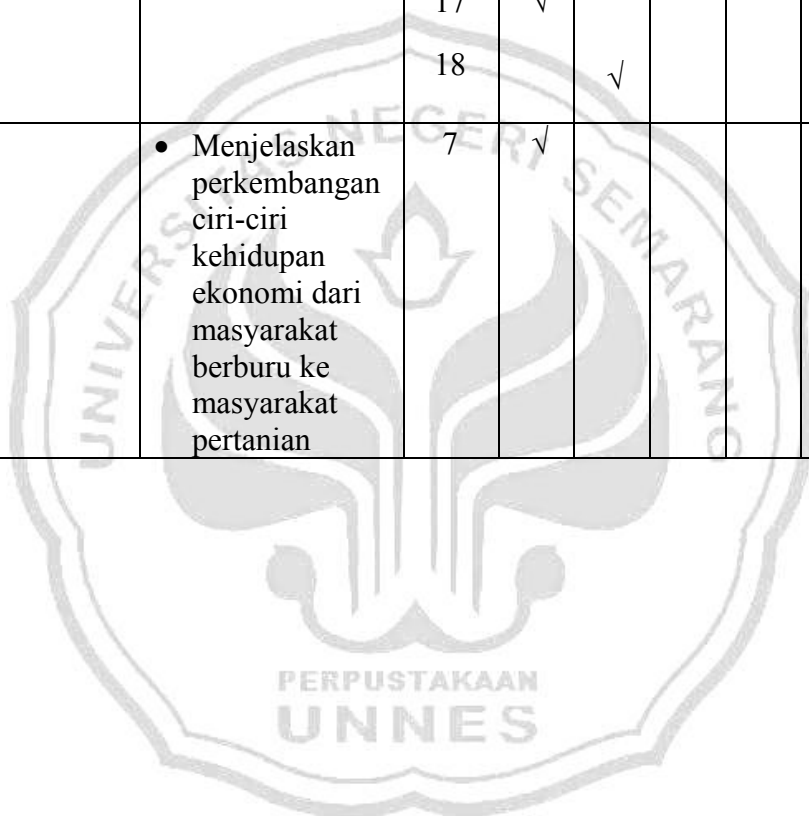 17 √
18 √
• Menjelaskan 7 √
perkembangan
ciri-ciri
kehidupan
ekonomi dari
masyarakat
berburu ke
masyarakat
pertanian
UNIVERSITAS NEGERI SEMARANG
PERPUSTAKAAN
UNNES